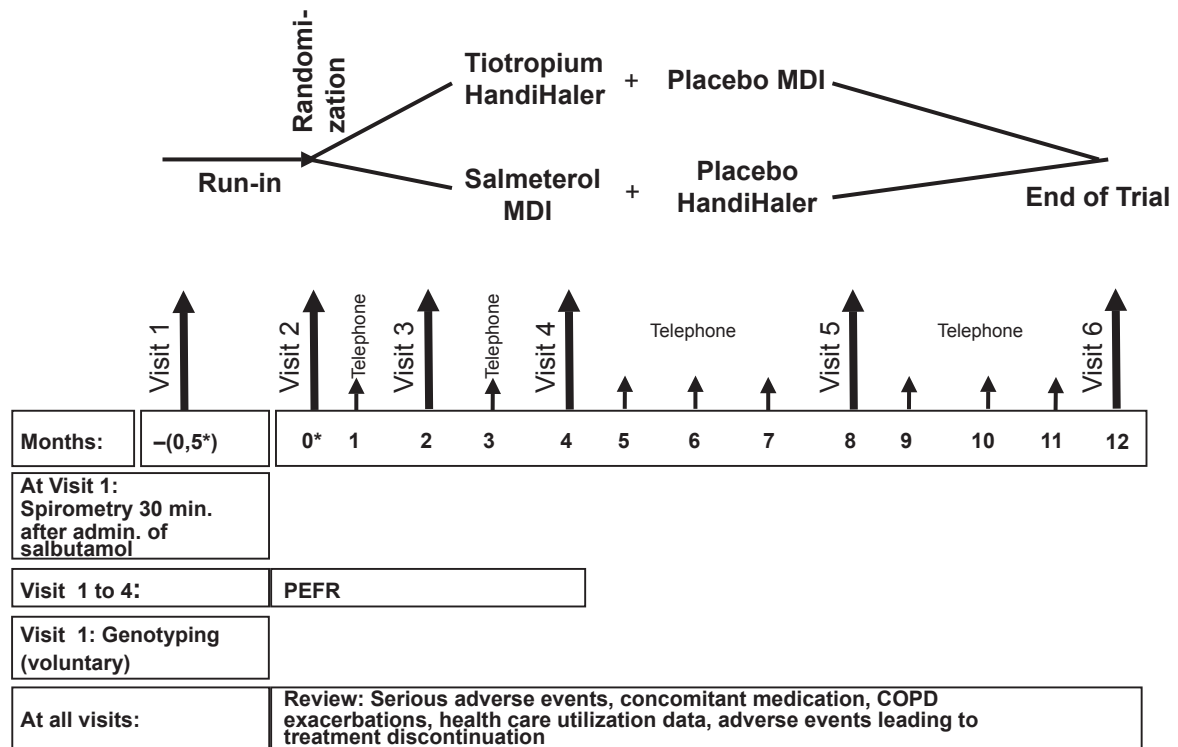 Randomi-
zation
Tiotropium
HandiHaler
+
Placebo MDI
Run-in
Salmeterol
MDI
+
Placebo
HandiHaler
End of Trial
Visit 1
Visit 2
Telephone
Visit 3
Telephone
Visit 4
Telephone
Visit 5
Telephone
Visit 6
Months:
–(0,5*)
0* 1 2 3 4 5 6 7 8 9 10 11 12
At Visit 1:
Spirometry 30 min.
after admin. of
salbutamol
Visit 1 to 4:
PEFR
Visit 1: Genotyping
(voluntary)
At all visits:
Review: Serious adverse events, concomitant medication, COPD
exacerbations, health care utilization data, adverse events leading to
treatment discontinuation